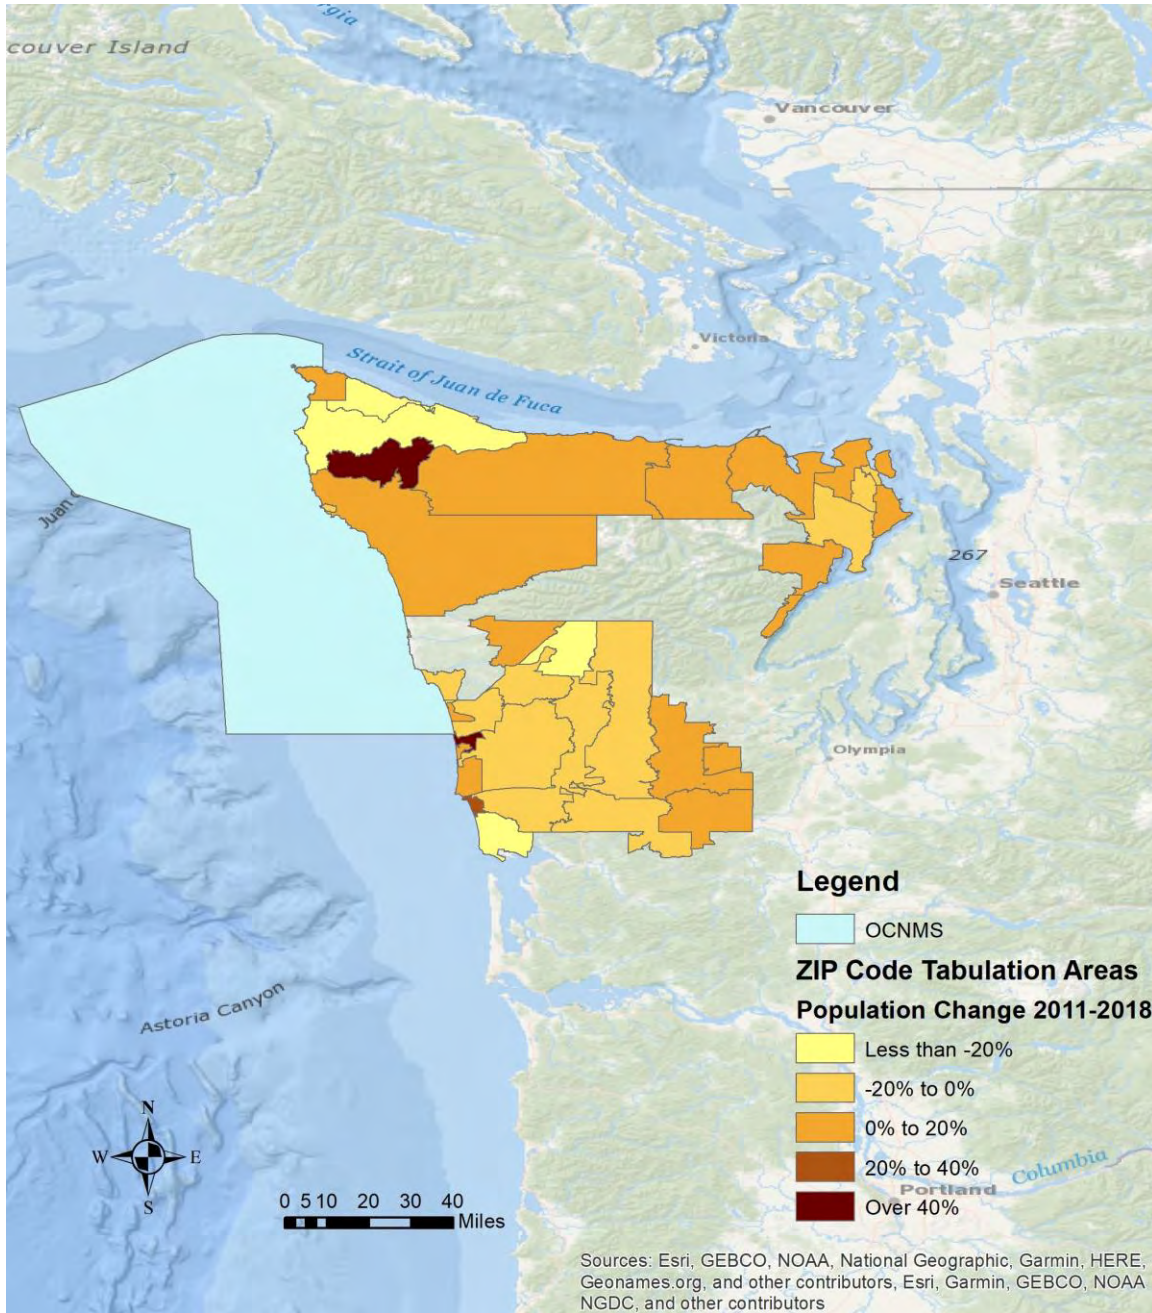 rgia
couver Island
Vancouver
Victoria
Strait of Juan de Fuca
Juan
267
Seattle
Olympia
Legend
OCNMS
ZIP Code Tabulation Areas
Population Change 2011-2018
Less than -20%
-20% to 0%
0% to 20%
20% to 40%
Over 40%
Astoria Canyon
N
W E
S
0 5 10 20 30 40
Miles
Columbia
Portland
Sources: Esri, GEBCO, NOAA, National Geographic, Garmin, HERE,
Geonames.org, and other contributors, Esri, Garmin, GEBCO, NOAA
NGDC, and other contributors